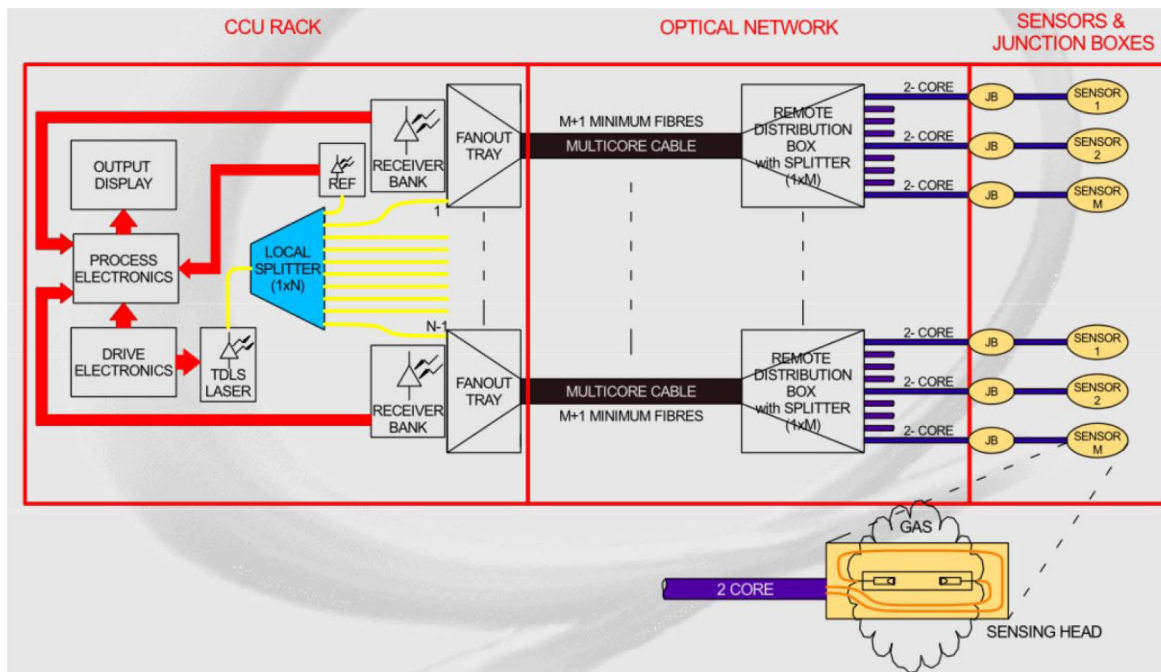 CCU RACK
OPTICAL NETWORK
SENSORS &
JUNCTION BOXES
OUTPUT
DISPLAY
PROCESS
ELECTRONICS
DRIVE
ELECTRONICS
TDLS
LASER
LOCAL
SPLITTER
(1xN)
REF
RECEIVER
BANK
FANOUT
TRAY
1
N-1
RECEIVER
BANK
FANOUT
TRAY
M+1 MINIMUM FIBRES
MULTICORE CABLE
REMOTE
DISTRIBUTION
BOX
with SPLITTER
(1xM)
2- CORE
JB
SENSOR
1
2- CORE
JB
SENSOR
2
2- CORE
JB
SENSOR
M
MULTICORE CABLE
M+1 MINIMUM FIBRES
REMOTE
DISTRIBUTION
BOX
with SPLITTER
(1xM)
2- CORE
JB
SENSOR
1
2- CORE
JB
SENSOR
2
2- CORE
JB
SENSOR
M
GAS
2 CORE
SENSING HEAD